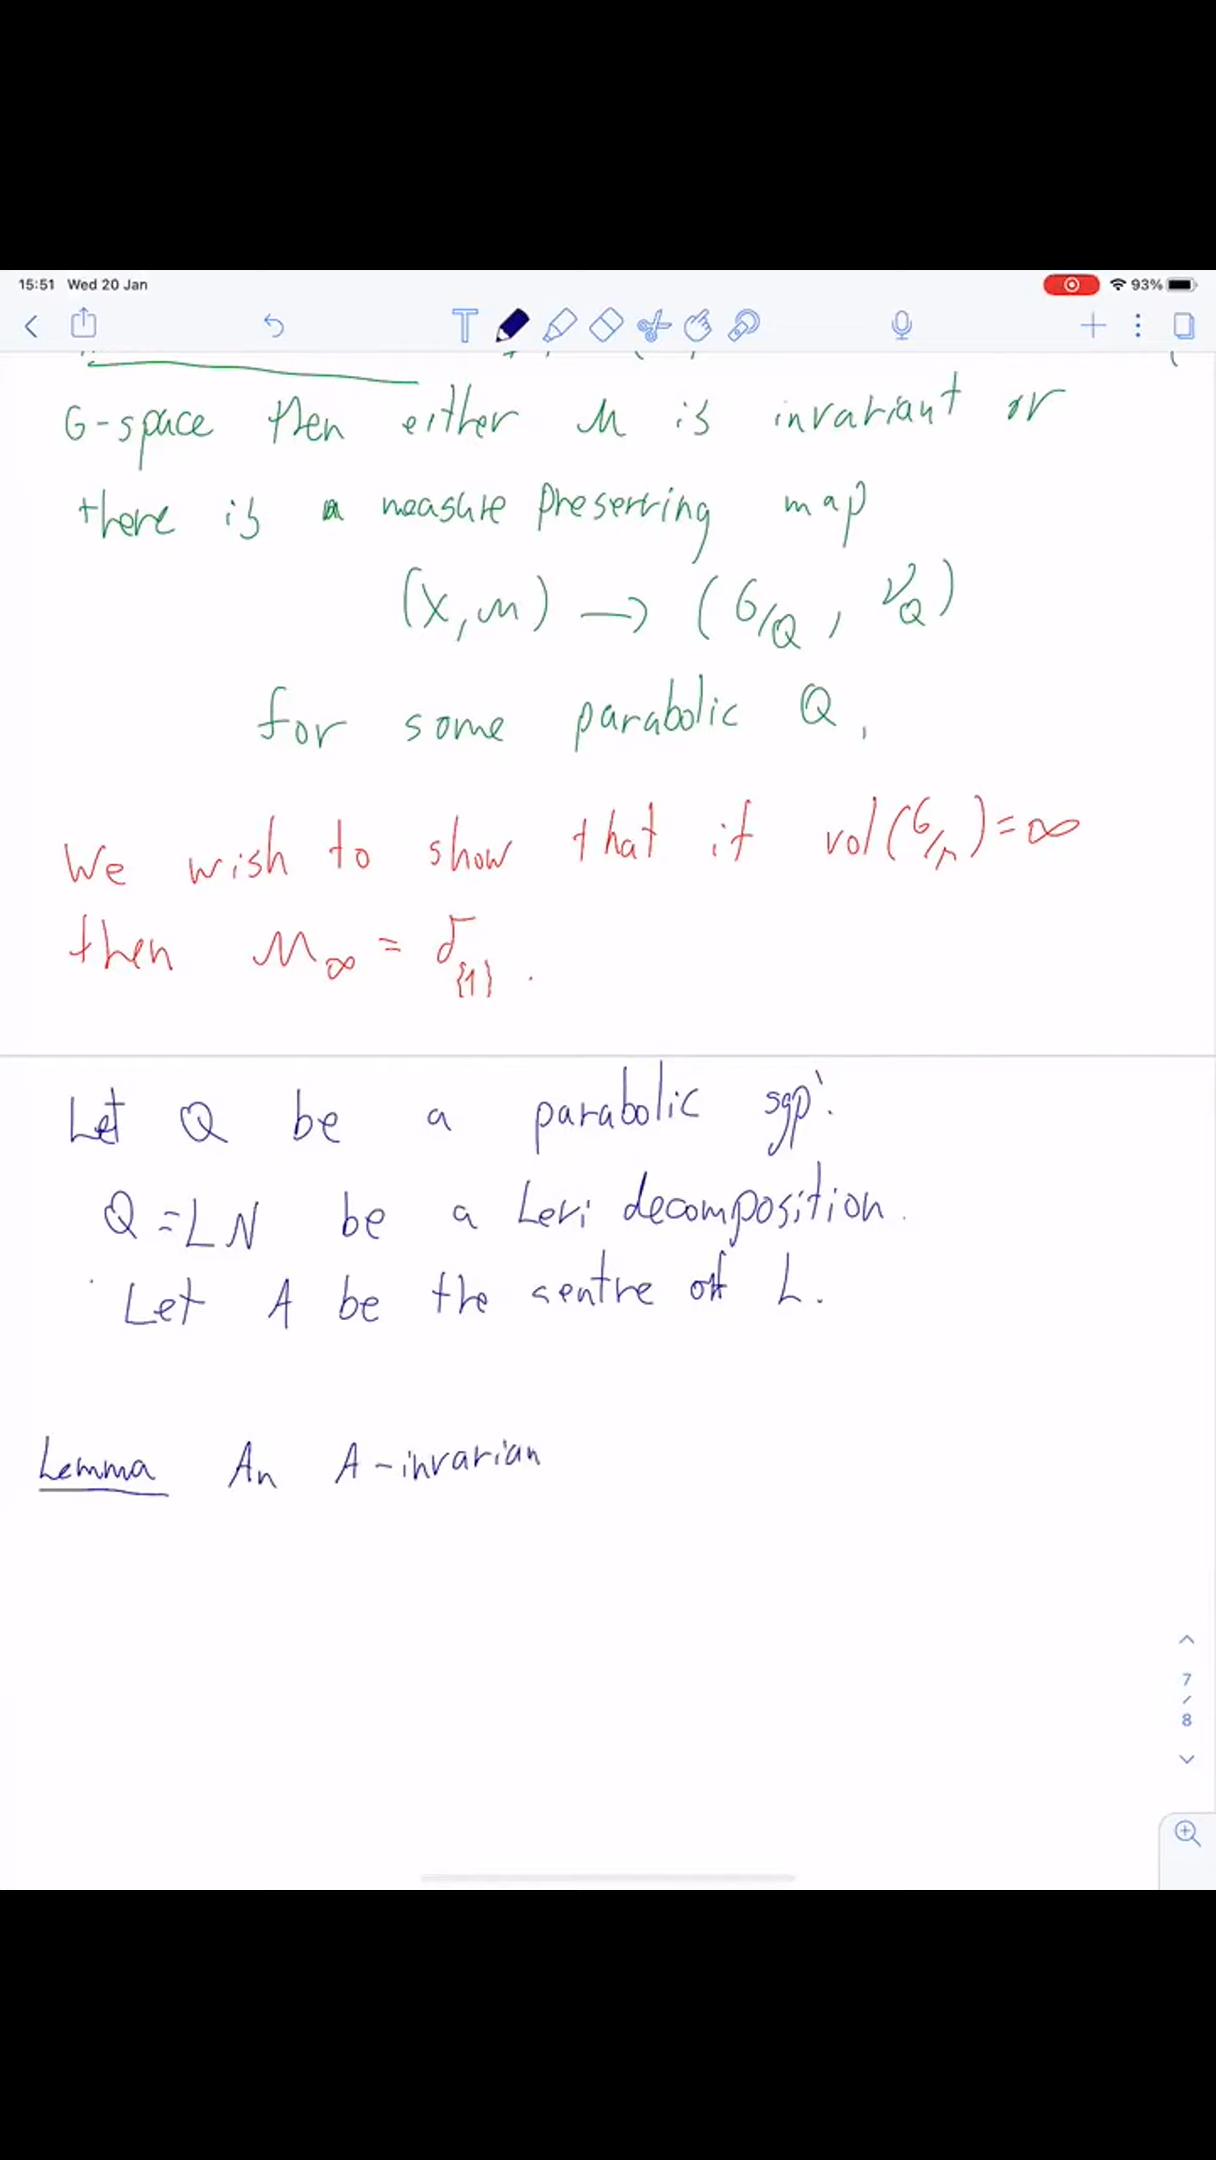 15:51 Wed 20 Jan 93%
G-space then either μ is invariant or
there is a measure preserving map
(X, μ) → (G/Q, ν_Q)
for some parabolic Q,
We wish to show that if vol(G/Γ) = ∞
then μ_∞ = δ_{1}.
Let Q be a parabolic sgp.
Q = LN be a Levi decomposition.
Let A be the centre of L.
Lemma An A-invarian
7
/
8